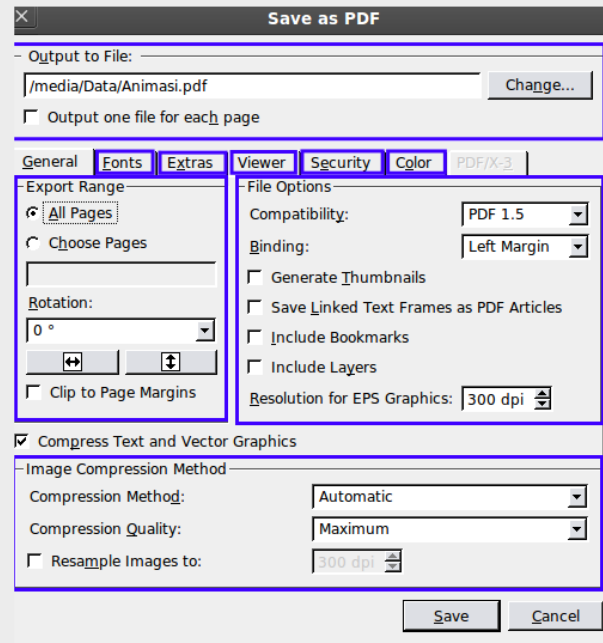 Save as PDF
Output to File:
/media/Data/Animasi.pdf
Change...
Output one file for each page
General Fonts Extras Viewer Security Color PDF/X-3
Export Range
All Pages
Choose Pages
Rotation:
0 °
Clip to Page Margins
File Options
Compatibility: PDF 1.5
Binding: Left Margin
Generate Thumbnails
Save Linked Text Frames as PDF Articles
Include Bookmarks
Include Layers
Resolution for EPS Graphics: 300 dpi
Compress Text and Vector Graphics
Image Compression Method
Compression Method: Automatic
Compression Quality: Maximum
Resample Images to: 300 dpi
Save Cancel